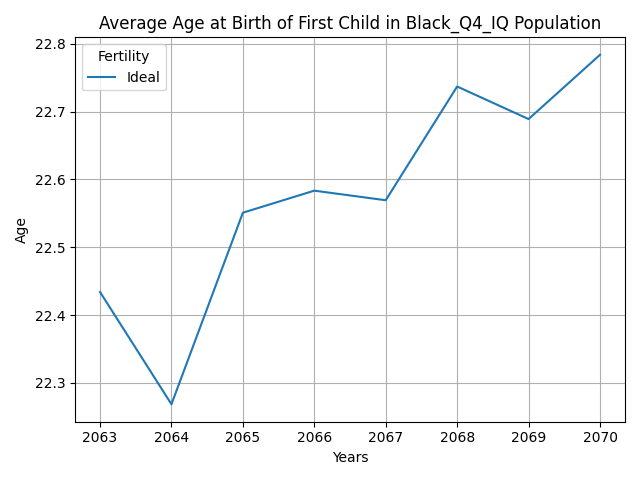 Average Age at Birth of First Child in Black_Q4_IQ Population
Fertility
Ideal
Age
22.8
22.7
22.6
22.5
22.4
22.3
2063 2064 2065 2066 2067 2068 2069 2070
Years